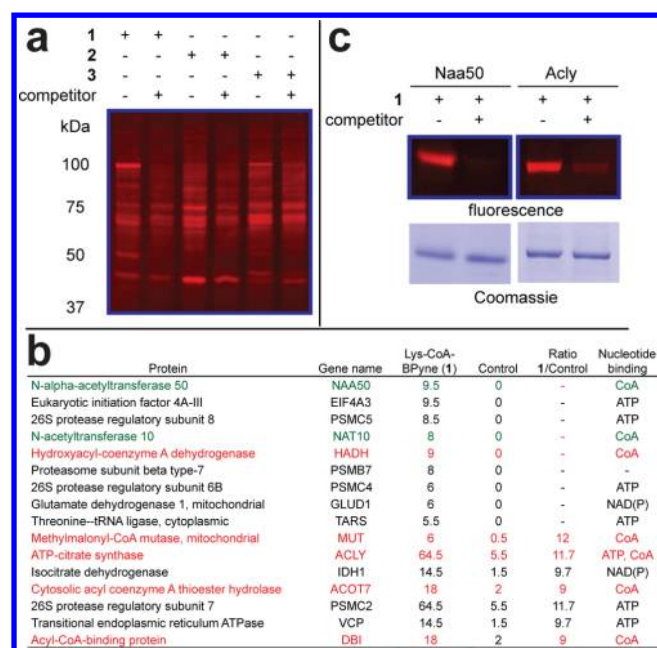 a
1 + + - - - -
2 - - + + - -
3 - - - - + +
competitor - + - + - +
kDa
100
75
50
37
c
Naa50 Acly
1 + + + +
competitor - + - +
fluorescence
Coomassie
b
Protein Gene name Lys-CoA-BPyne (1) Control Ratio 1/Control Nucleotide binding
N-alpha-acetyltransferase 50 NAA50 9.5 0 - CoA
Eukaryotic initiation factor 4A-III EIF4A3 9.5 0 - ATP
26S protease regulatory subunit 8 PSMC5 8.5 0 - ATP
N-acetyltransferase 10 NAT10 8 0 - CoA
Hydroxyacyl-coenzyme A dehydrogenase HADH 9 0 - CoA
Proteasome subunit beta type-7 PSMB7 8 0 - -
26S protease regulatory subunit 6B PSMC4 6 0 - ATP
Glutamate dehydrogenase 1, mitochondrial GLUD1 6 0 - NAD(P)
Threonine--tRNA ligase, cytoplasmic TARS 5.5 0 - ATP
Methylmalonyl-CoA mutase, mitochondrial MUT 6 0.5 12 CoA
ATP-citrate synthase ACLY 64.5 5.5 11.7 ATP, CoA
Isocitrate dehydrogenase IDH1 14.5 1.5 9.7 NAD(P)
Cytosolic acyl coenzyme A thioester hydrolase ACOT7 18 2 9 CoA
26S protease regulatory subunit 7 PSMC2 64.5 5.5 11.7 ATP
Transitional endoplasmic reticulum ATPase VCP 14.5 1.5 9.7 ATP
Acyl-CoA-binding protein DBI 18 2 9 CoA